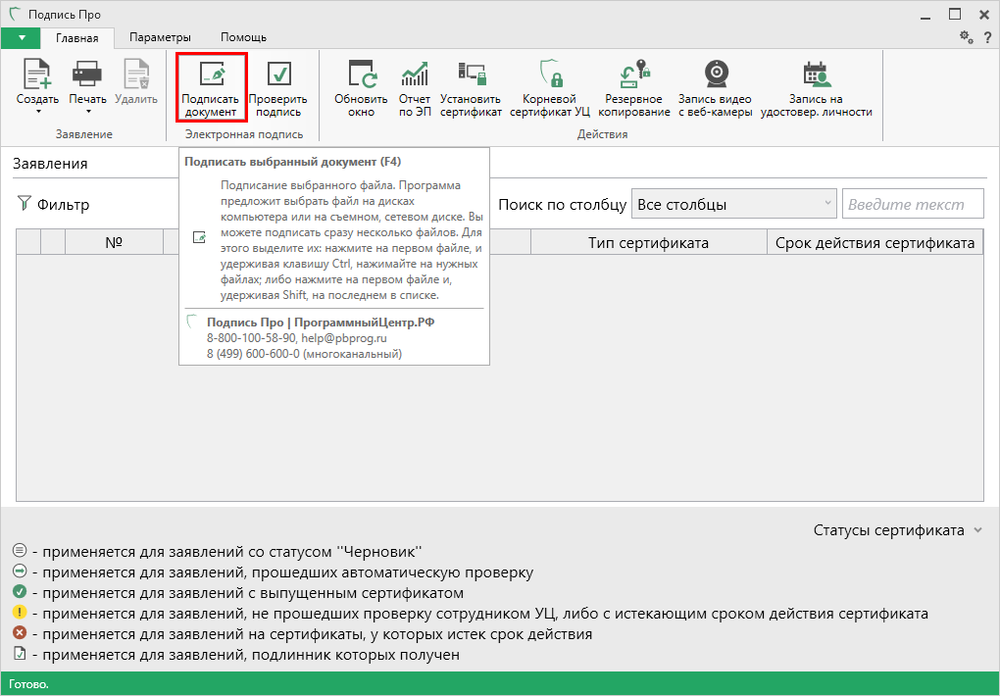 Подпись Про
Главная Параметры Помощь
?
Создать Печать Удалить Подписать документ Проверить подпись Обновить окно Отчет по ЭП Установить сертификат Корневой сертификат УЦ Резервное копирование Запись видео с веб-камеры Запись на удостовер. личности
Заявление Электронная подпись Действия
Заявления
Подписать выбранный документ (F4)
Подписание выбранного файла. Программа
предложит выбрать файл на дисках
компьютера или на съемном, сетевом диске. Вы
можете подписать сразу несколько файлов. Для
этого выделите их: нажмите на первом файле, и
удерживая клавишу Ctrl, нажимайте на нужных
файлах; либо нажмите на первом файле и,
удерживая Shift, на последнем в списке.
Подпись Про | ПрограммныйЦентр.РФ
8-800-100-58-90, help@pbprog.ru
8 (499) 600-600-0 (многоканальный)
Фильтр Поиск по столбцу Все столбцы Введите текст
№ Тип сертификата Срок действия сертификата
Статусы сертификата
- применяется для заявлений со статусом ''Черновик''
- применяется для заявлений, прошедших автоматическую проверку
- применяется для заявлений с выпущенным сертификатом
- применяется для заявлений, не прошедших проверку сотрудником УЦ, либо с истекающим сроком действия сертификата
- применяется для заявлений на сертификаты, у которых истек срок действия
- применяется для заявлений, подлинник которых получен
Готово.